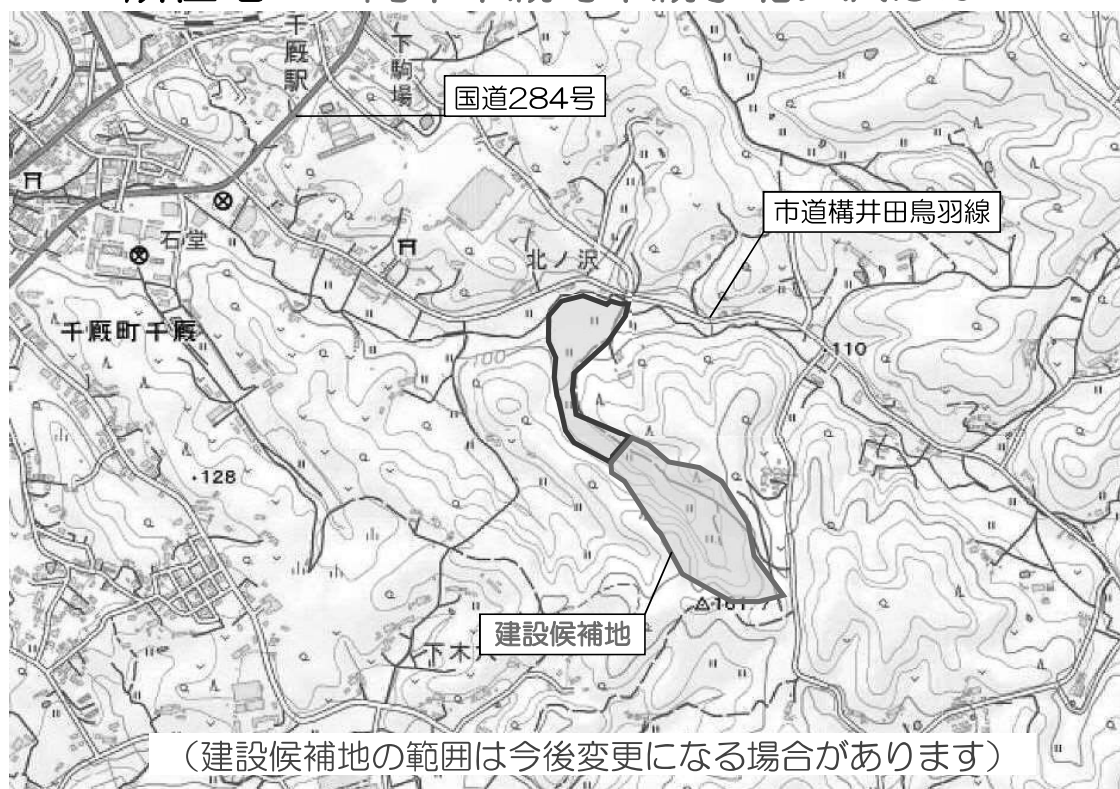 千厩駅
下駒場
国道284号
市道構井田鳥羽線
石堂
北ノ沢
千厩町千厩
110
・128
建設候補地
（建設候補地の範囲は今後変更になる場合があります）